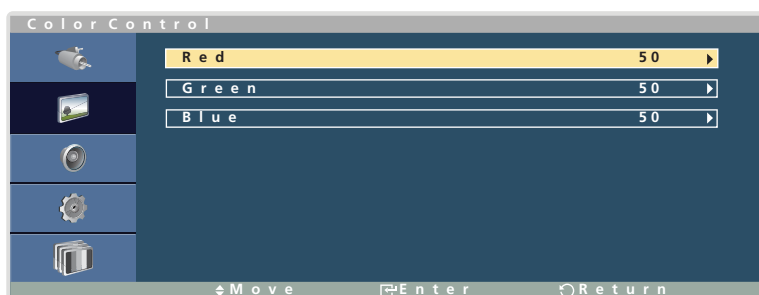 Color Control
Red 50
Green 50
Blue 50
Move Enter Return